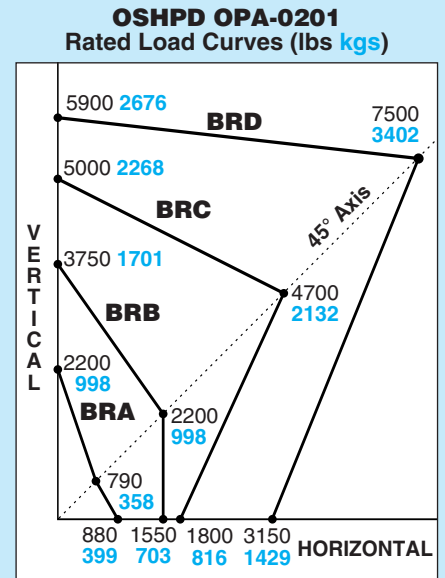 OSHPD OPA-0201
Rated Load Curves (lbs kgs)
5900 2676
BRD
7500
3402
5000 2268
BRC
45° Axis
VERTICAL
3750 1701
BRB
4700
2132
2200
998
BRA
2200
998
790
358
880 1550 1800 3150
399 703 816 1429
HORIZONTAL